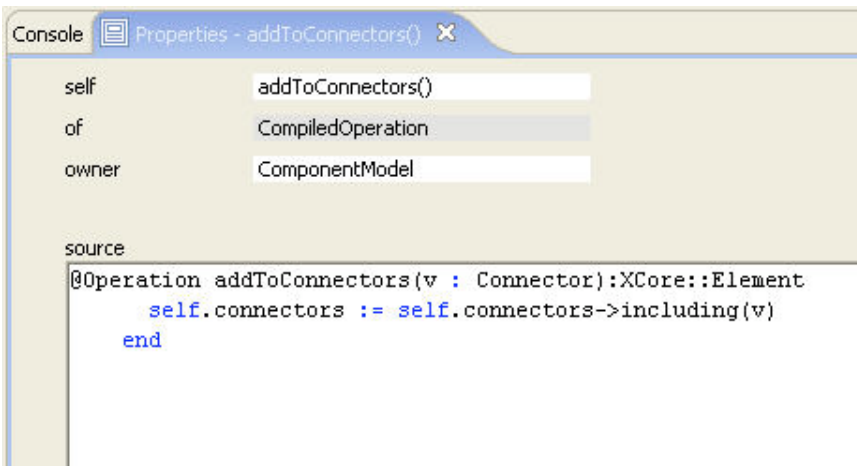 Console Properties - addToConnectors()
self addToConnectors()
of CompiledOperation
owner ComponentModel
source
@Operation addToConnectors(v : Connector):XCore::Element
self.connectors := self.connectors->including(v)
end